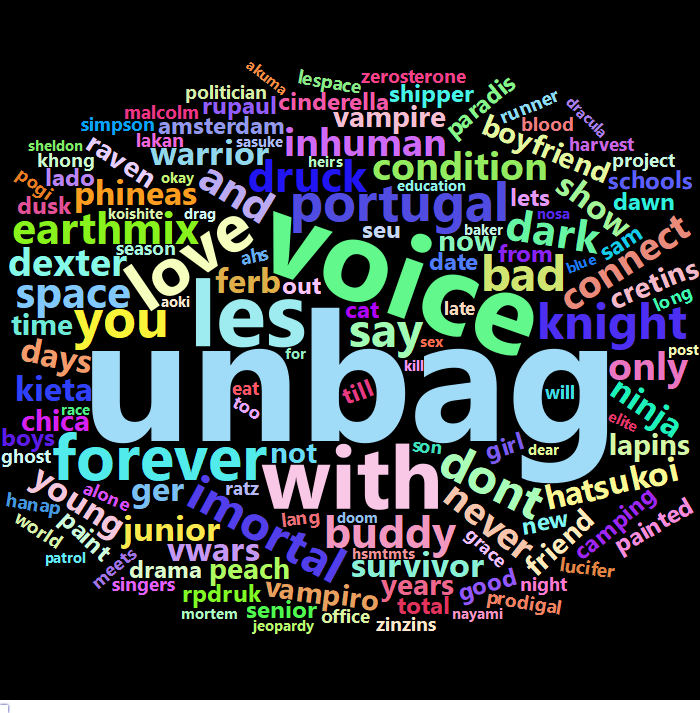 akuma
lespace
zerosterone
politician
cinderella
shipper
paradis
runner
dracula
malcolm
rupaul
vampire
blood
simpson
amsterdam
boyfriend
harvest
sheldon
raven
lakan
sasuke
inhuman
khong
warrior
heirs
condition
project
pogi
lado
okay
phineas
and
druck
education
show
schools
dusk
koishite
drag
portugal
lets
nosa
dawn
earthmix
season
love
voice
seu
now
baker
dark
sam
connect
dexter
ahs
date
from
blue
cretins
space
aoki
ferb
out
bad
long
time
you
les
cat
late
knight
say
sex
post
days
for
kill
only
kieta
eat
till
will
ninja
race
chica
too
unbag
elite
boys
ghost
forever
not
son
girl
dear
lapins
young
alone
ger
ratz
with
dont
hatsukoi
hanap
paint
imortal
lang
doom
never
new
camping
painted
world
junior
buddy
grace
friend
patrol
meets
vwars
hsmtmts
drama
peach
survivor
lucifer
singers
rpdruk
vampiro
years
good
night
prodigal
mortem
senior
office
total
nayami
jeopardy
zinzins